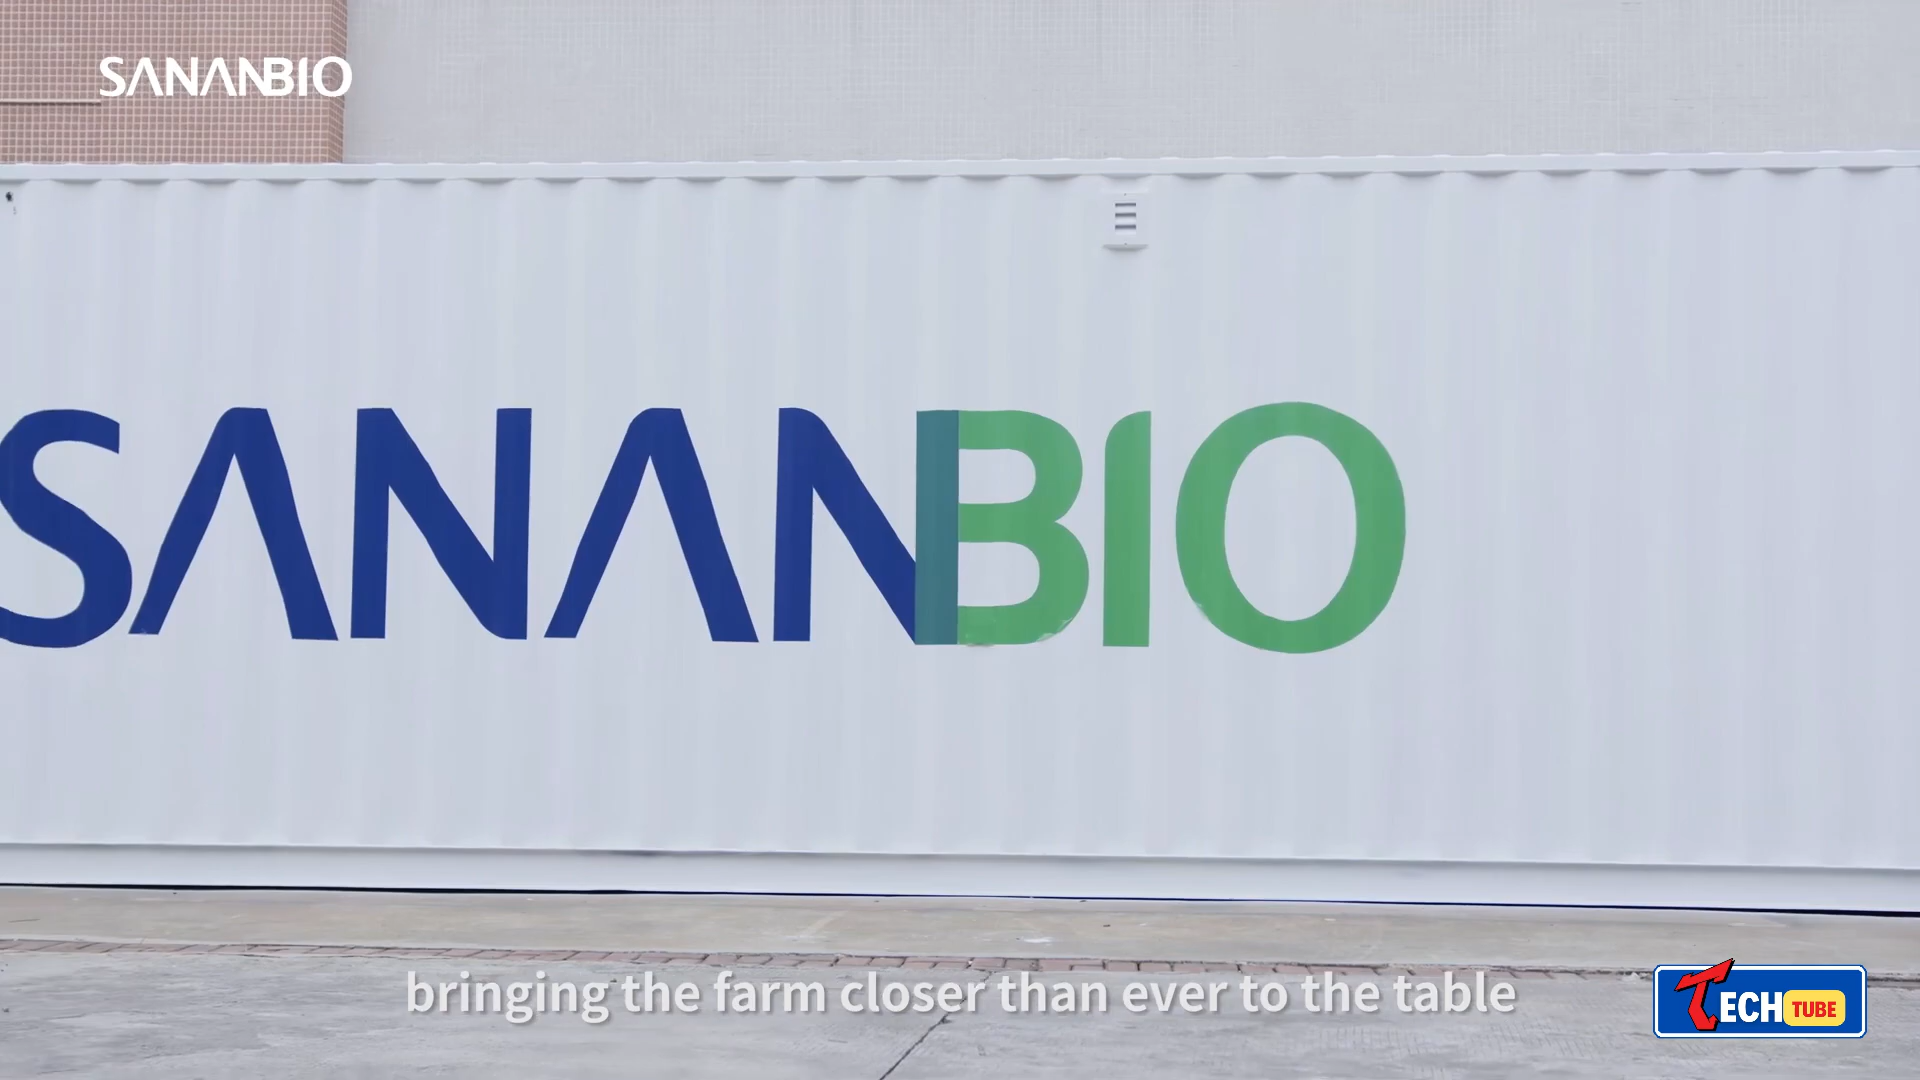 SANANBIO
SANANBIO
bringing the farm closer than ever to the table
TECH TUBE